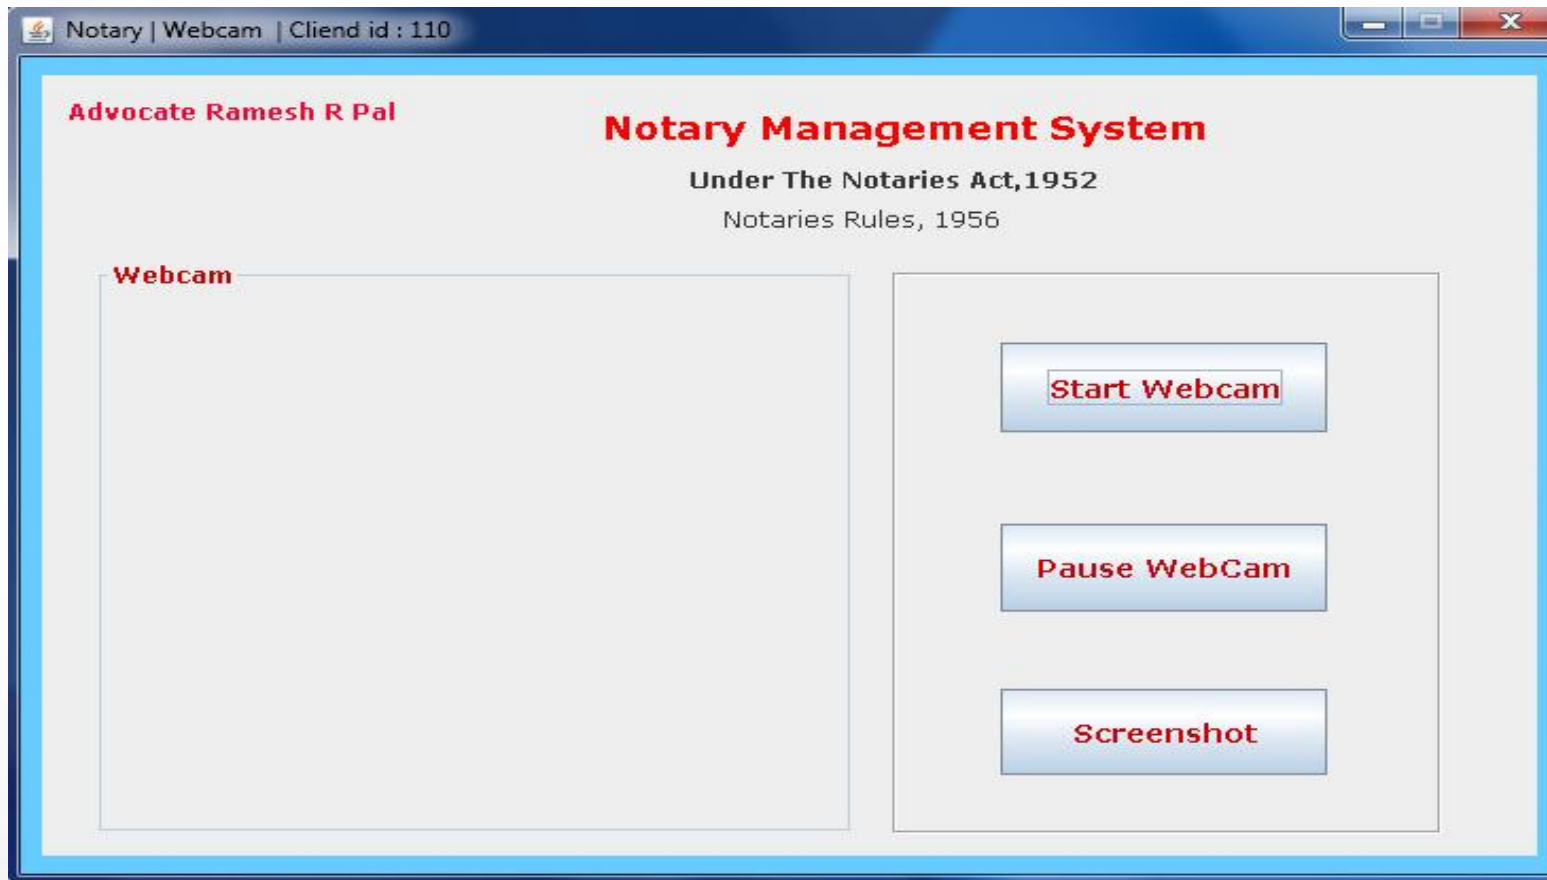 Notary | Webcam  | Cliend id : 110
Advocate Ramesh R Pal
Notary Management System
Under The Notaries Act,1952
Notaries Rules, 1956
Webcam
Start Webcam
Pause WebCam
Screenshot